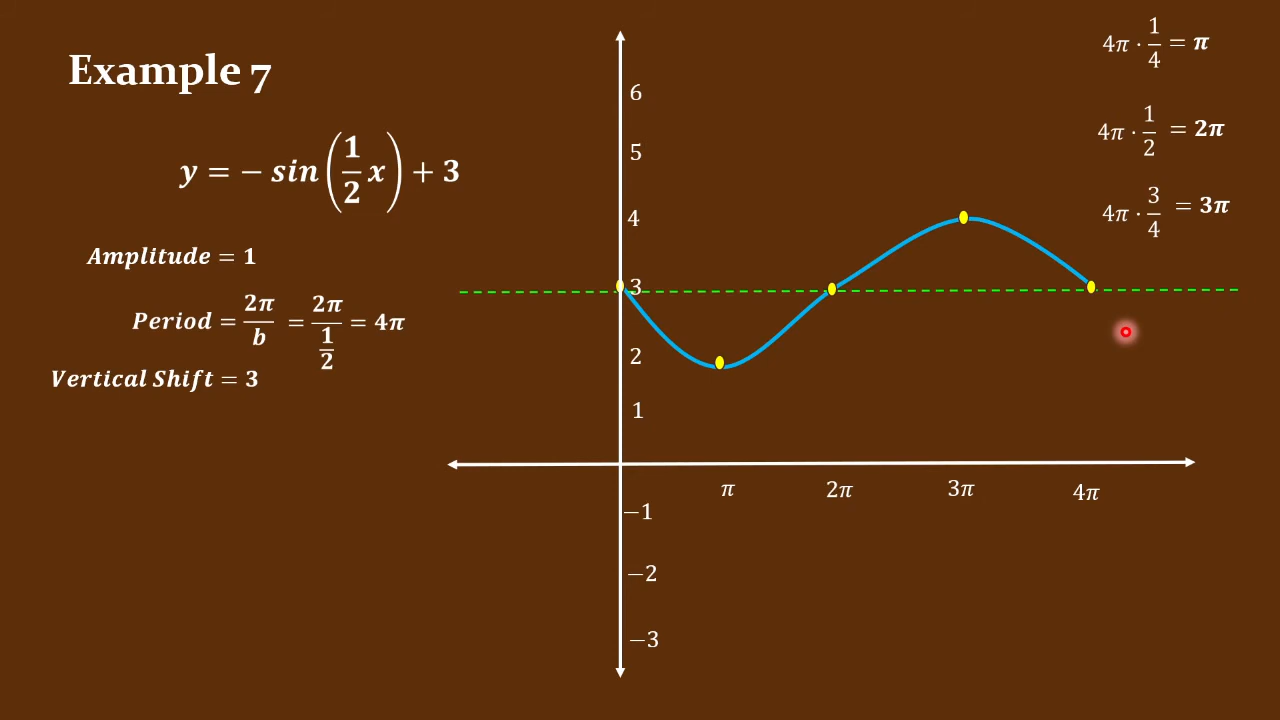 Example 7
y = − sin(1/2 x) + 3
Amplitude = 1
Period = 2π/b = 2π/(1/2) = 4π
Vertical Shift = 3
6
5
4
3
2
1
−1
−2
−3
π 2π 3π 4π
4π · 1/4 = π
4π · 1/2 = 2π
4π · 3/4 = 3π